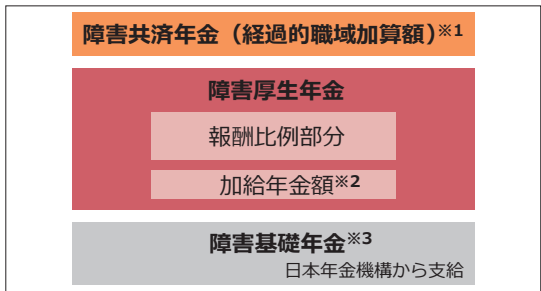 障害共済年金（経過的職域加算額）※1
障害厚生年金
報酬比例部分
加給年金額※2
障害基礎年金※3
日本年金機構から支給